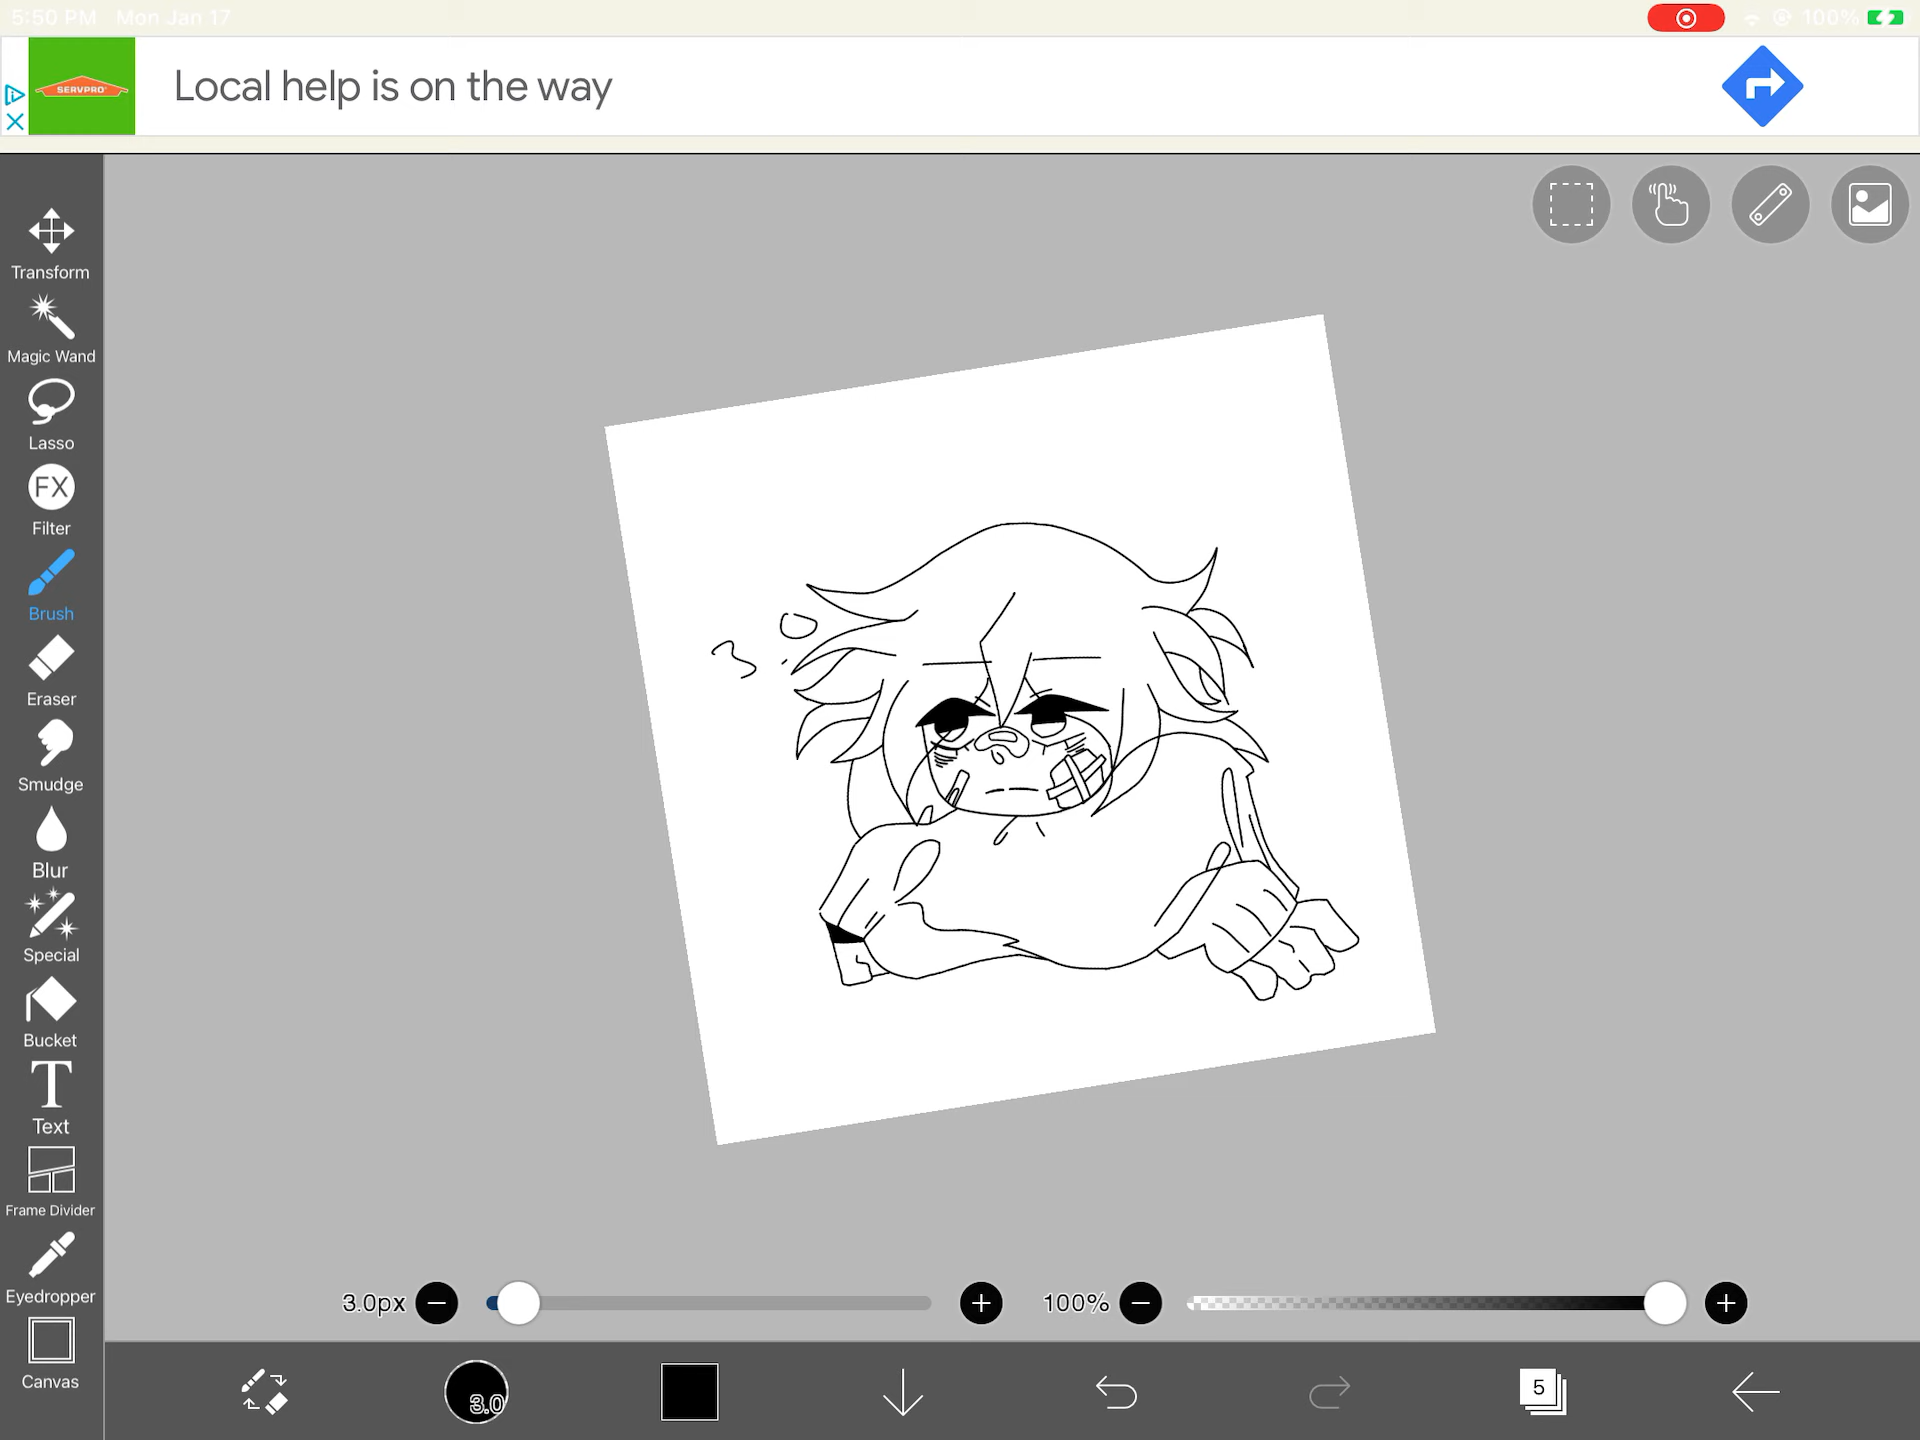 5:50 PM Mon Jan 17
100%
SERVPRO
Local help is on the way
Transform
Magic Wand
Lasso
FX
Filter
Brush
Eraser
Smudge
Blur
Special
Bucket
T
Text
Frame Divider
Eyedropper
Canvas
3.0px
100%
3.0
5